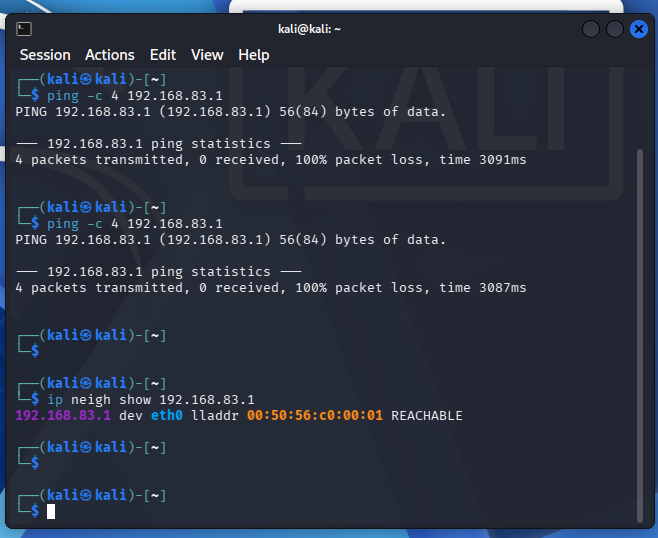 kali@kali: ~
Session Actions Edit View Help
┌──(kali㉿kali)-[~]
└─$ ping -c 4 192.168.83.1
PING 192.168.83.1 (192.168.83.1) 56(84) bytes of data.
--- 192.168.83.1 ping statistics ---
4 packets transmitted, 0 received, 100% packet loss, time 3091ms
┌──(kali㉿kali)-[~]
└─$ ping -c 4 192.168.83.1
PING 192.168.83.1 (192.168.83.1) 56(84) bytes of data.
--- 192.168.83.1 ping statistics ---
4 packets transmitted, 0 received, 100% packet loss, time 3087ms
┌──(kali㉿kali)-[~]
└─$
┌──(kali㉿kali)-[~]
└─$ ip neigh show 192.168.83.1
192.168.83.1 dev eth0 lladdr 00:50:56:c0:00:01 REACHABLE
┌──(kali㉿kali)-[~]
└─$
┌──(kali㉿kali)-[~]
└─$
KALI